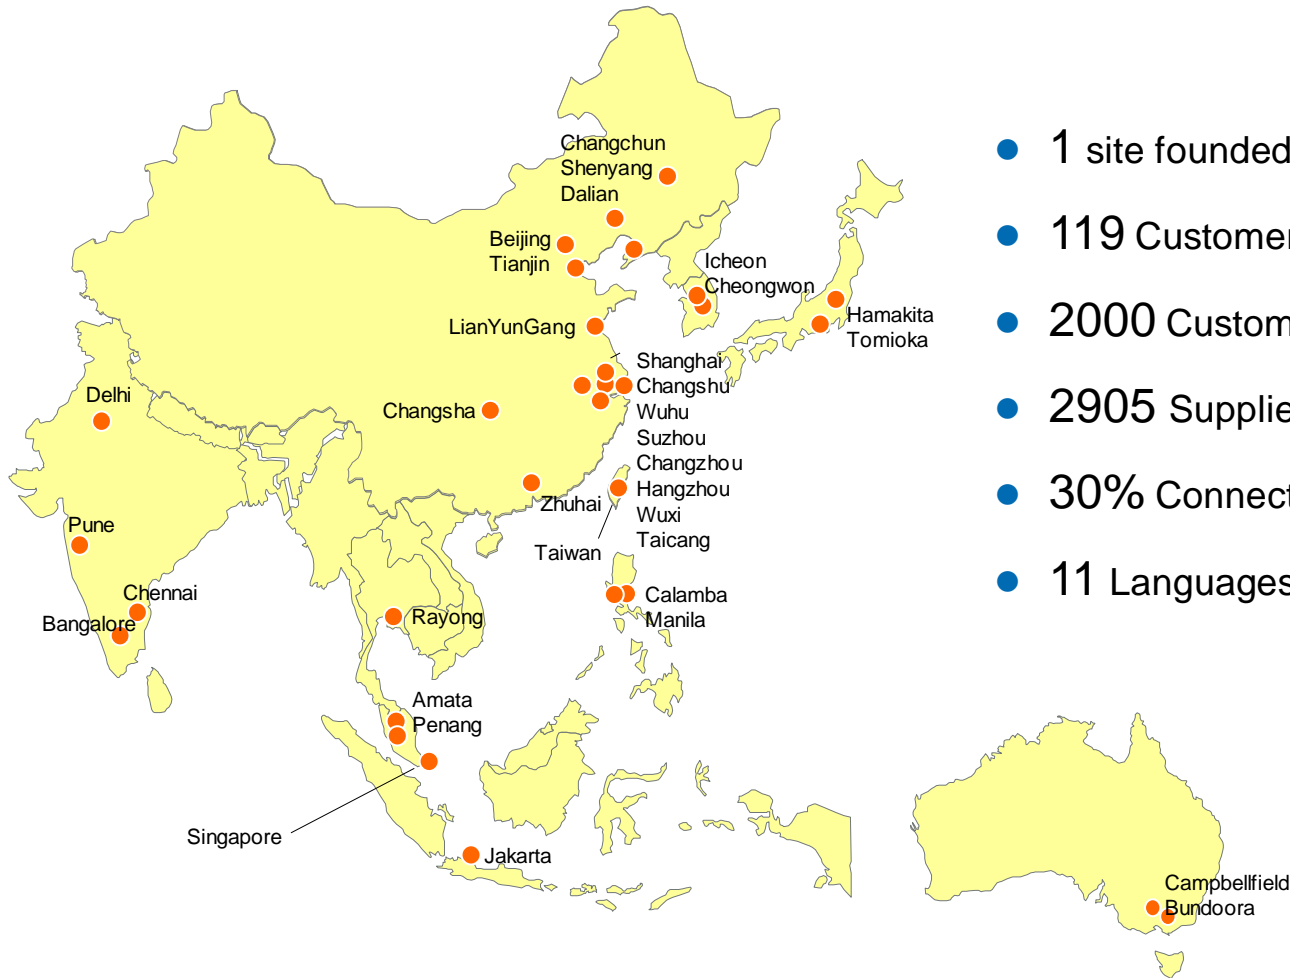 Changchun
Shenyang
Dalian
Beijing
Tianjin
Icheon
Cheongwon
Hamakita
Tomioka
LianYunGang
Shanghai
Changshu
Wuhu
Suzhou
Changzhou
Hangzhou
Wuxi
Taicang
Delhi
Changsha
Zhuhai
Taiwan
Pune
Chennai
Bangalore
Rayong
Calamba
Manila
Amata
Penang
Singapore
Jakarta
Campbellfield
Bundoora
1 site founded
119 Customer
2000 Custom
2905 Supplie
30% Connect
11 Languages